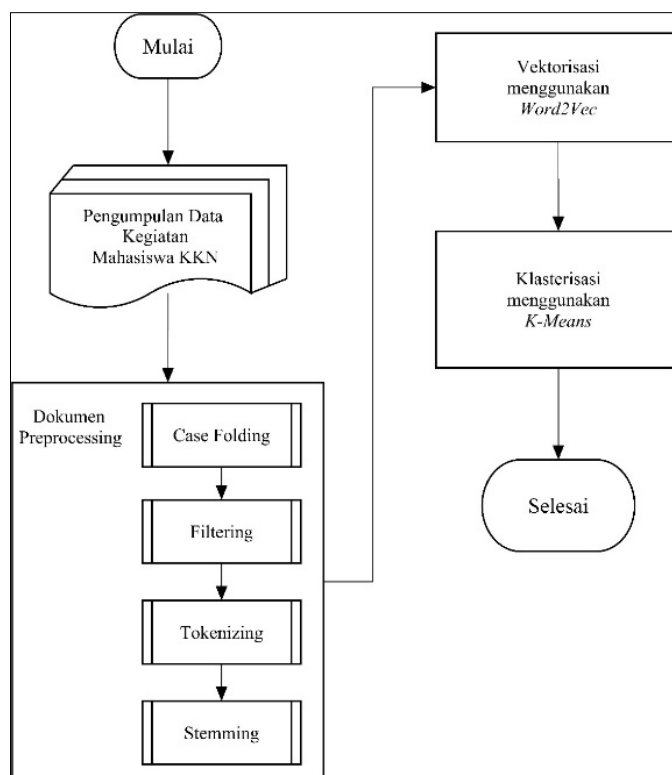 Mulai
Pengumpulan Data
Kegiatan
Mahasiswa KKN
Dokumen
Preprocessing
Case Folding
Filtering
Tokenizing
Stemming
Vektorisasi
menggunakan
Word2Vec
Klasterisasi
menggunakan
K-Means
Selesai